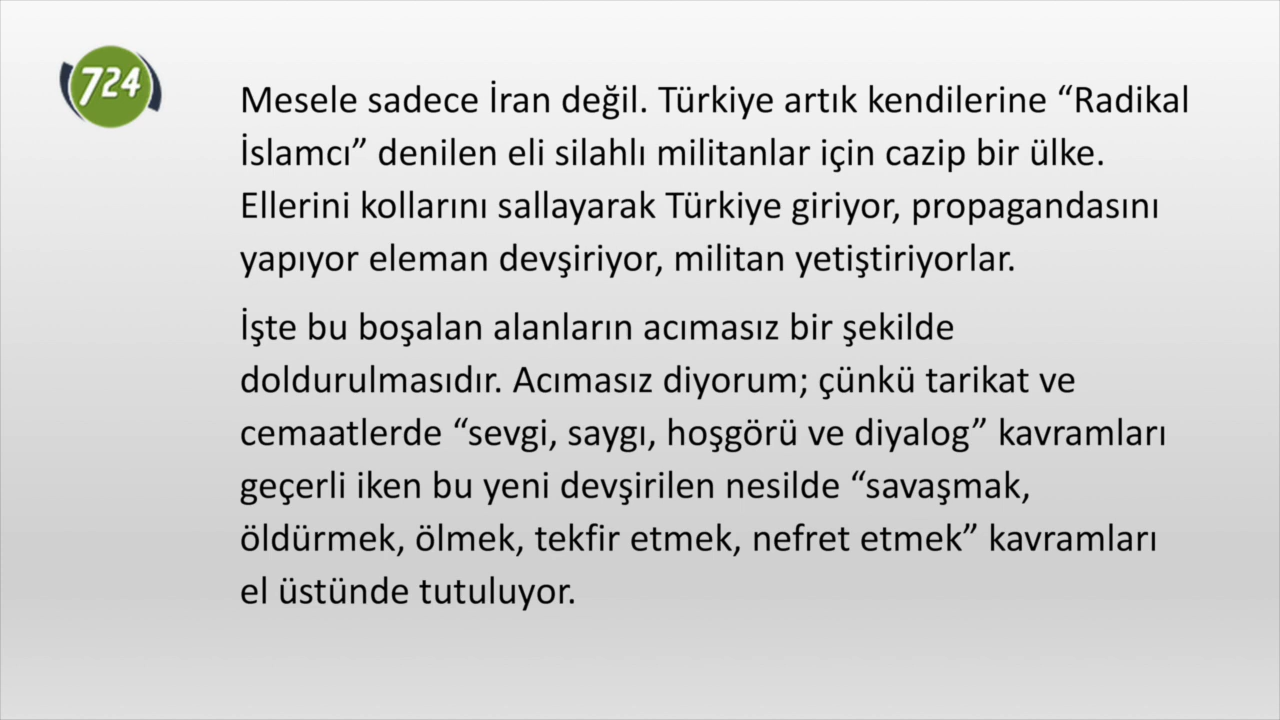 724
Mesele sadece İran değil. Türkiye artık kendilerine “Radikal
İslamcı” denilen eli silahlı militanlar için cazip bir ülke.
Ellerini kollarını sallayarak Türkiye giriyor, propagandasını
yapıyor eleman devşiriyor, militan yetiştiriyorlar.
İşte bu boşalan alanların acımasız bir şekilde
doldurulmasıdır. Acımasız diyorum; çünkü tarikat ve
cemaatlerde “sevgi, saygı, hoşgörü ve diyalog” kavramları
geçerli iken bu yeni devşirilen nesilde “savaşmak,
öldürmek, ölmek, tekfir etmek, nefret etmek” kavramları
el üstünde tutuluyor.